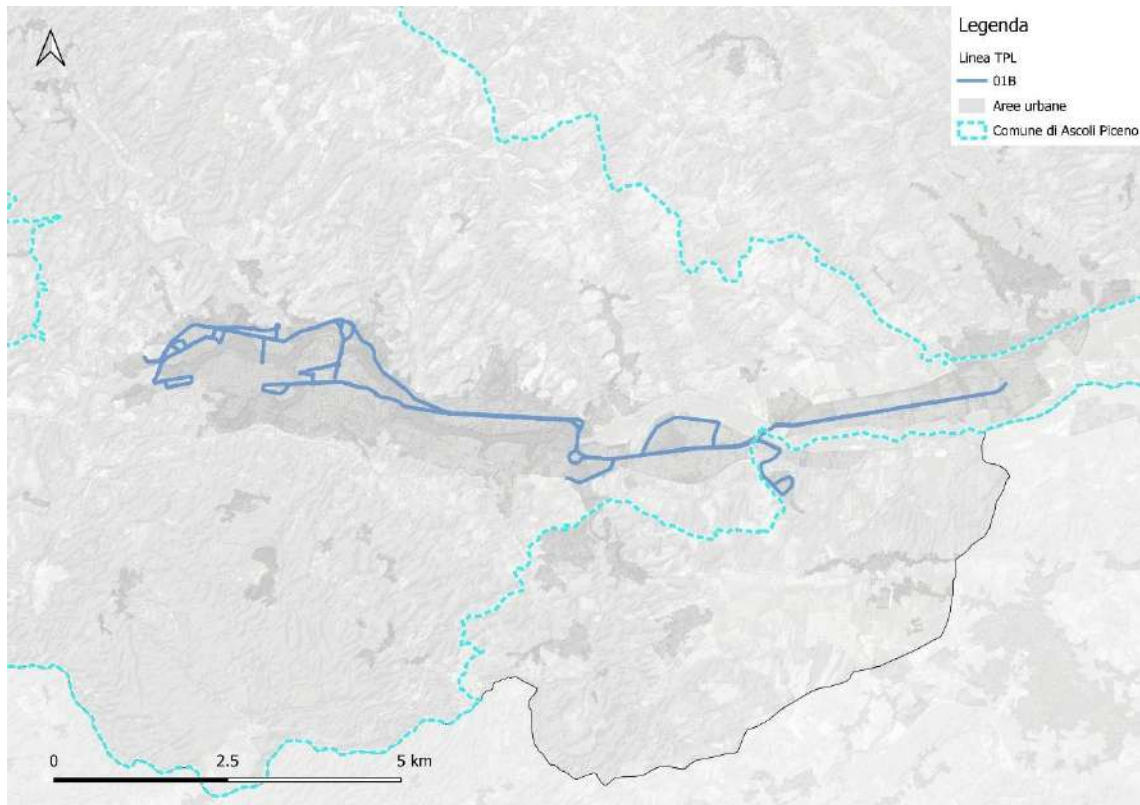 Legenda
Linea TPL
01B
Aree urbane
Comune di Ascoli Piceno
0 2.5 5 km